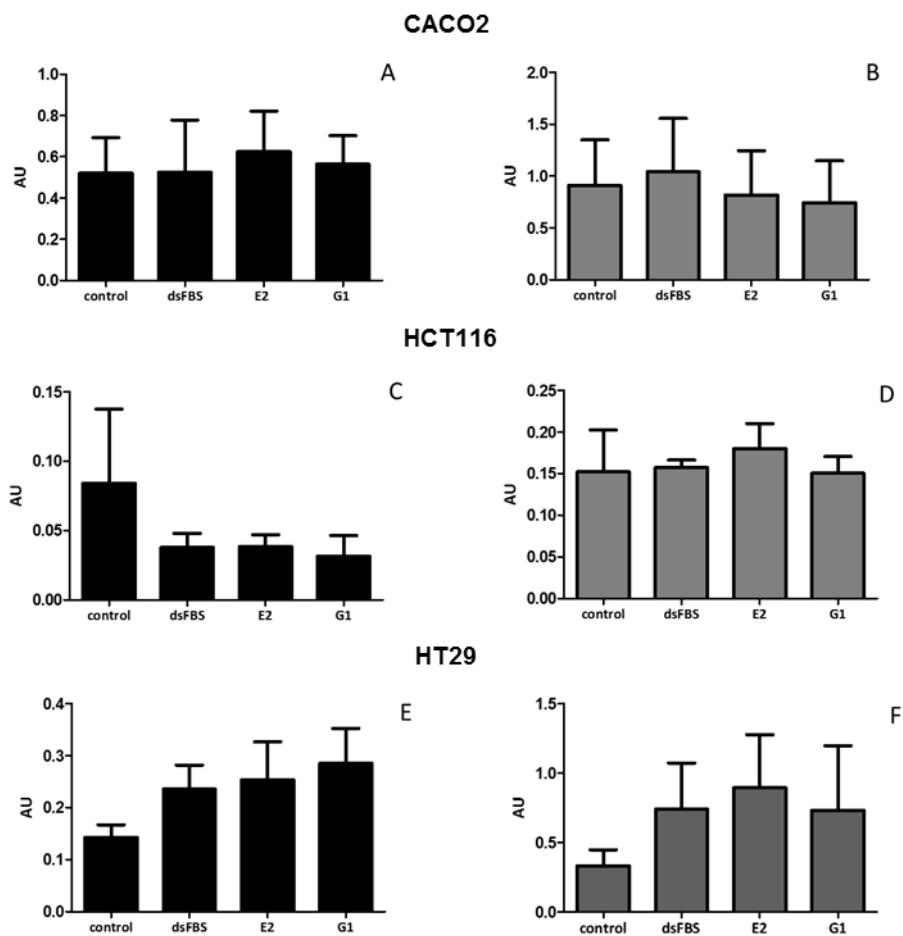 CACO2
A
1.0
0.8
0.6
0.4
0.2
0.0
AU
control dsFBS E2 G1
B
2.0
1.5
1.0
0.5
0.0
AU
control dsFBS E2 G1
HCT116
C
0.15
0.10
0.05
0.00
AU
control dsFBS E2 G1
D
0.25
0.20
0.15
0.10
0.05
0.00
AU
control dsFBS E2 G1
HT29
E
0.4
0.3
0.2
0.1
0.0
AU
control dsFBS E2 G1
F
1.5
1.0
0.5
0.0
AU
control dsFBS E2 G1